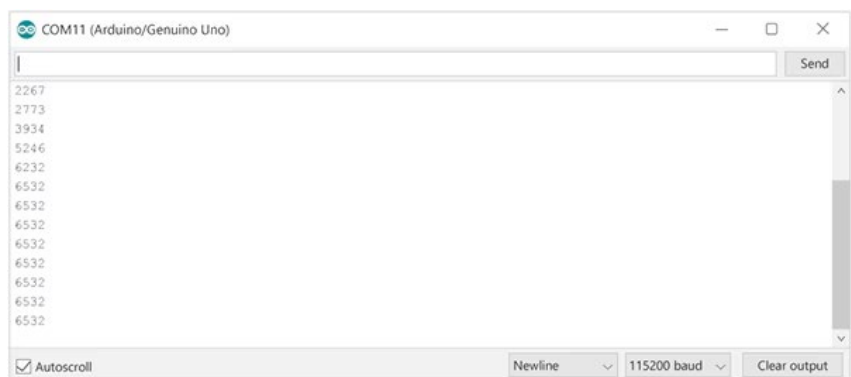 COM11 (Arduino/Genuino Uno)
Send
2267
2773
3934
5246
6232
6532
6532
6532
6532
6532
6532
6532
6532
Autoscroll
Newline
115200 baud
Clear output